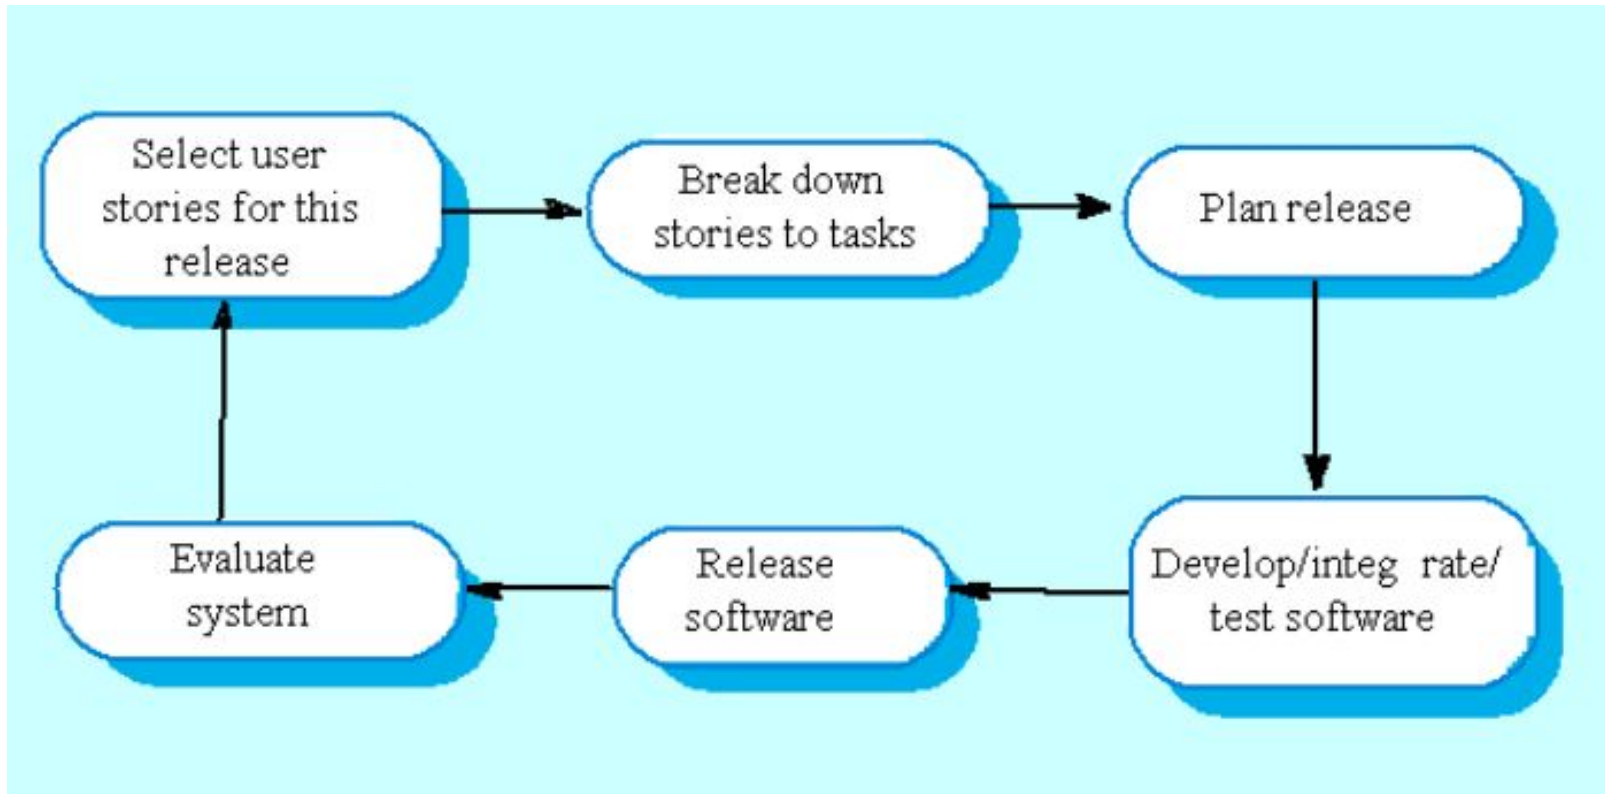 Select user
stories for this
release
Break down
stories to tasks
Plan release
Evaluate
system
Release
software
Develop/integ rate/
test software